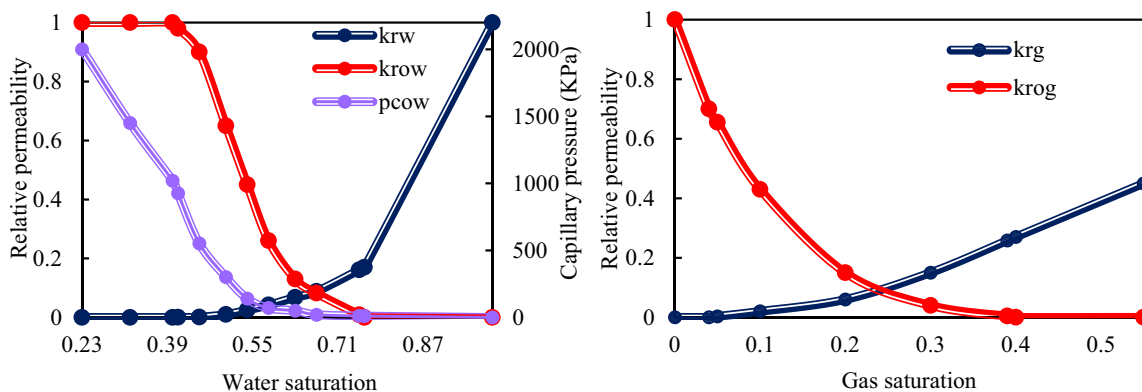 Relative permeability
1
0.8
0.6
0.4
0.2
0
0.23
0.39
0.55
0.71
0.87
Water saturation
krw
krow
pcow
2000
1500
1000
500
0
Capillary pressure (KPa)
Relative permeability
1
0.8
0.6
0.4
0.2
0
0
0.1
0.2
0.3
0.4
0.5
Gas saturation
krg
krog